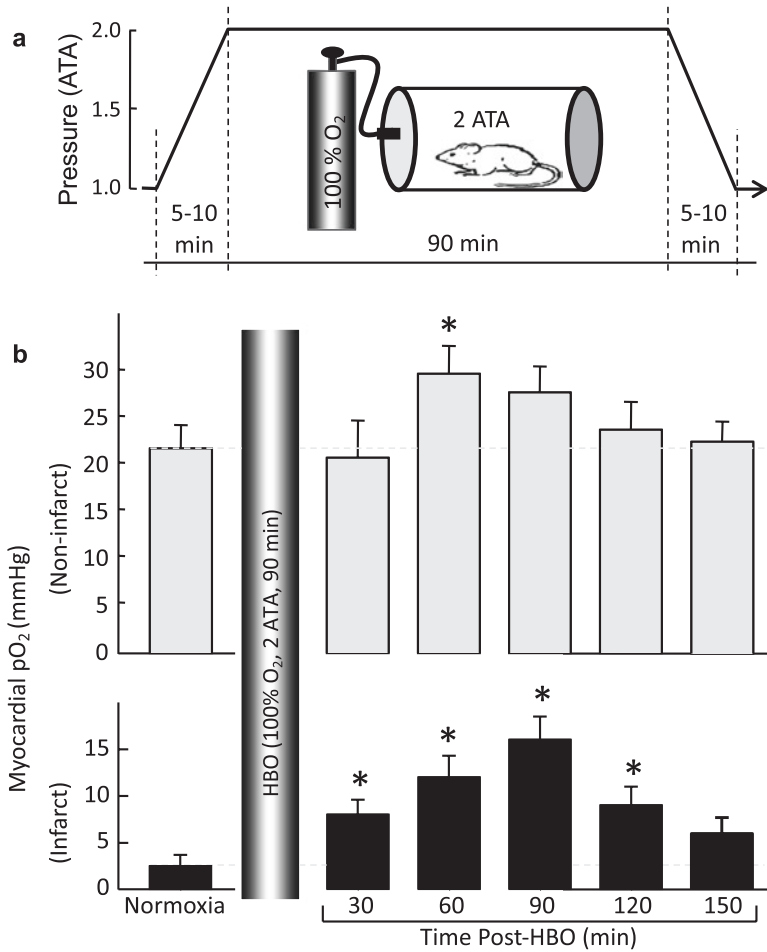 a
Pressure (ATA)
2.0
1.5
1.0
100 % O₂
2 ATA
5-10
min
90 min
5-10
min
b
Myocardial pO₂ (mmHg)
(Non-infarct)
30
25
20
15
10
5
0
*
HBO (100% O₂, 2 ATA, 90 min)
(Infarct)
15
10
5
0
*
*
*
*
Normoxia
30
60
90
120
150
Time Post-HBO (min)